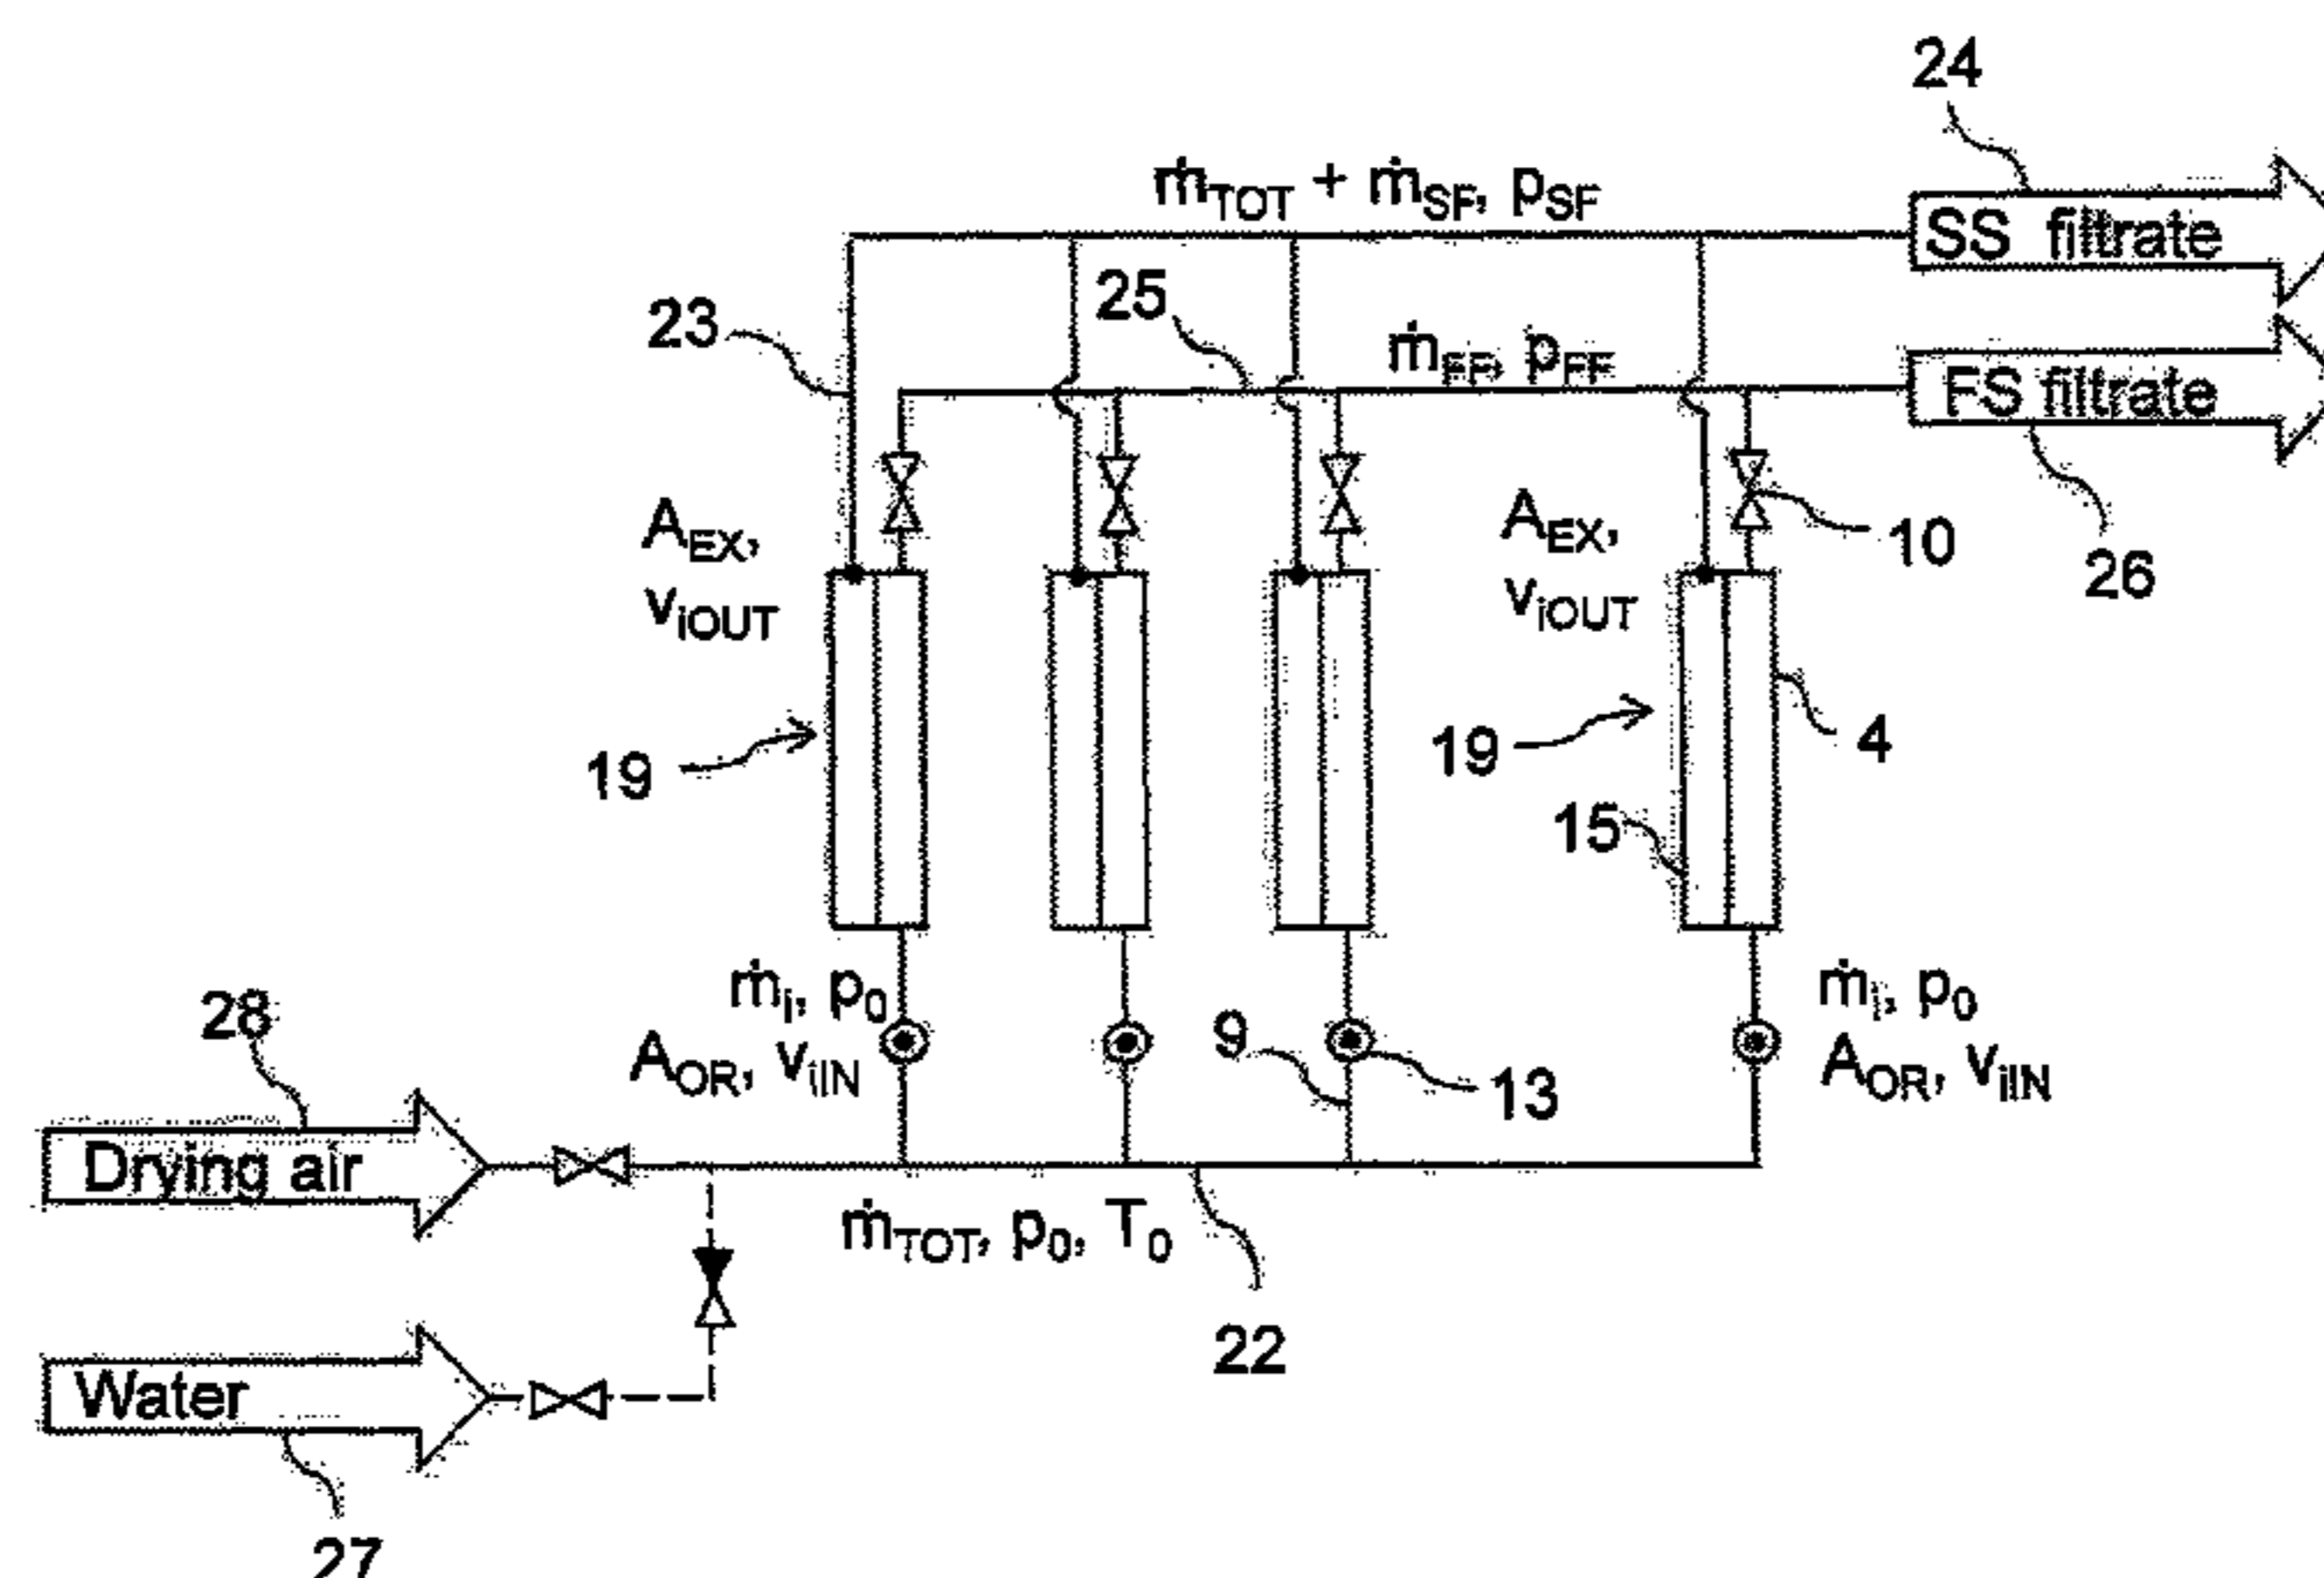 24
ṁTOT + ṁSF, pSF
SS filtrate
23
25
ṁFF, pFF
FS filtrate
AEX,
viOUT
AEX,
viOUT
10
26
19
19
4
15
ṁi, p0
AOR, viIN
9
13
ṁi, p0
AOR, viIN
28
Drying air
ṁTOT, p0, T0
22
Water
27